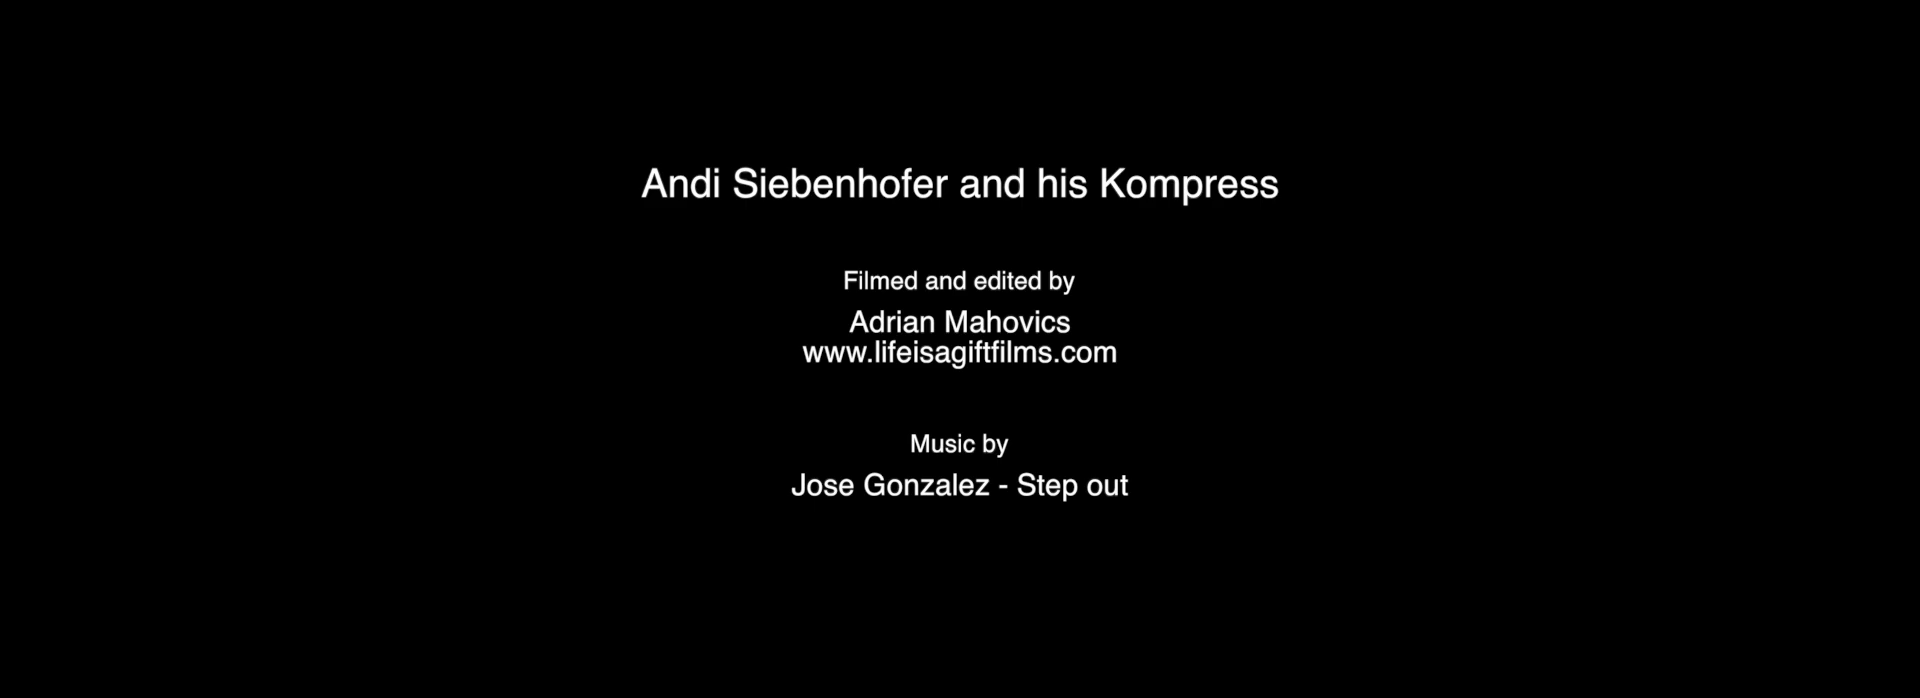 Andi Siebenhofer and his Kompress
Filmed and edited by
Adrian Mahovics
www.lifeisagiftfilms.com
Music by
Jose Gonzalez - Step out